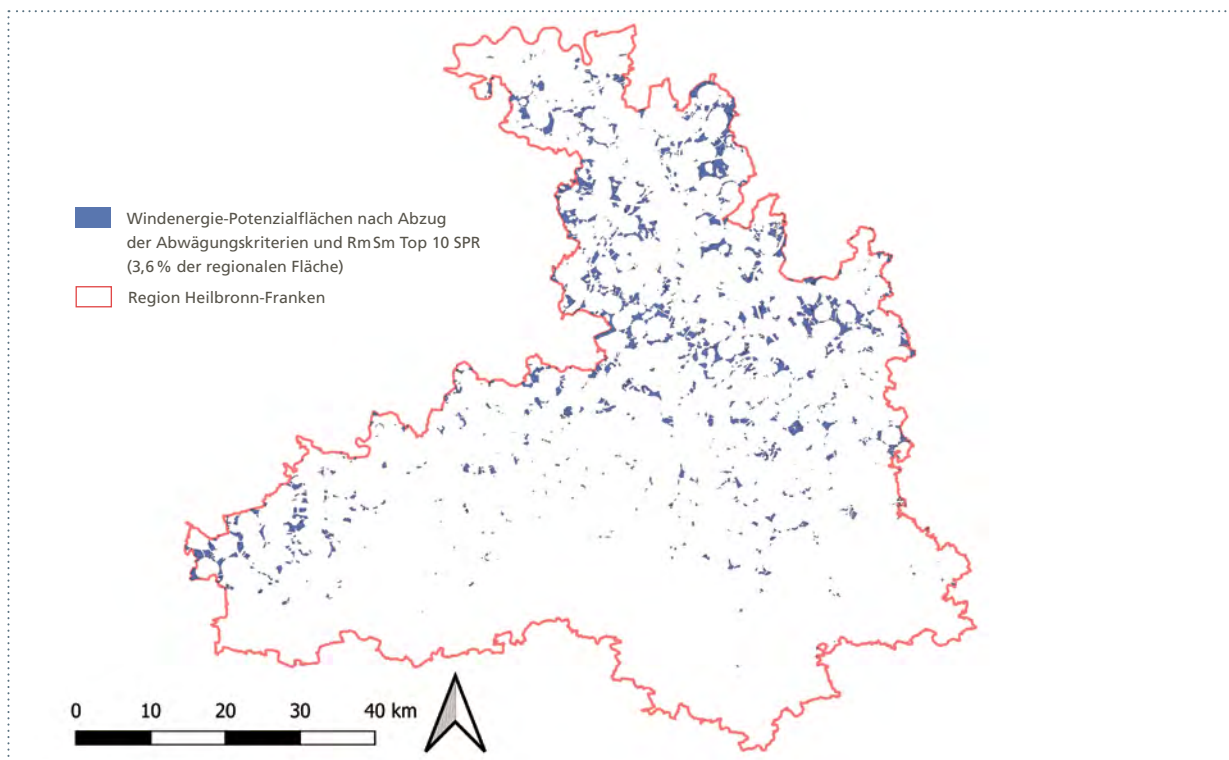 Windenergie-Potenzialflächen nach Abzug
der Abwägungskriterien und RmSm Top 10 SPR
(3,6 % der regionalen Fläche)
Region Heilbronn-Franken
0 10 20 30 40 km